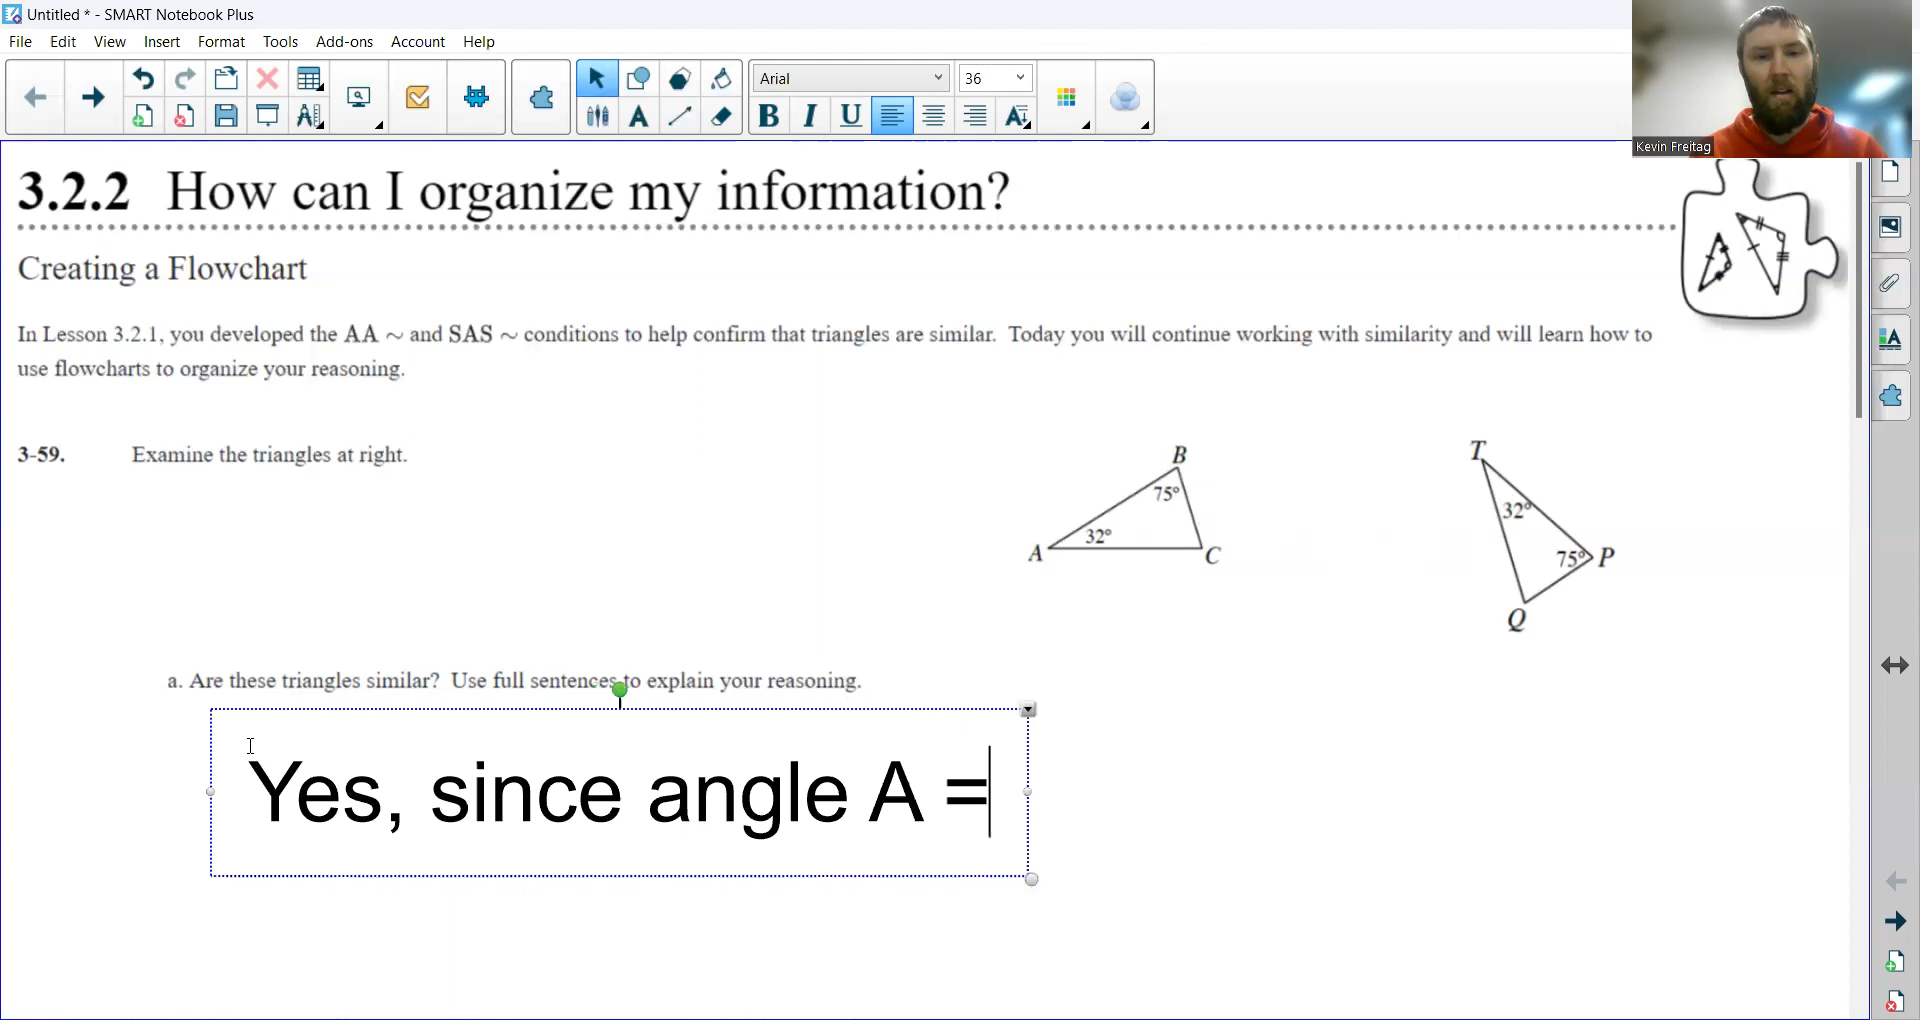 Untitled * - SMART Notebook Plus
File Edit View Insert Format Tools Add-ons Account Help
Arial 36
B I U
Kevin Freitag
3.2.2 How can I organize my information?
Creating a Flowchart
In Lesson 3.2.1, you developed the AA ~ and SAS ~ conditions to help confirm that triangles are similar. Today you will continue working with similarity and will learn how to
use flowcharts to organize your reasoning.
3-59. Examine the triangles at right.
B
75°
32°
A
C
T
32°
75°
P
Q
a. Are these triangles similar? Use full sentences to explain your reasoning.
Yes, since angle A =